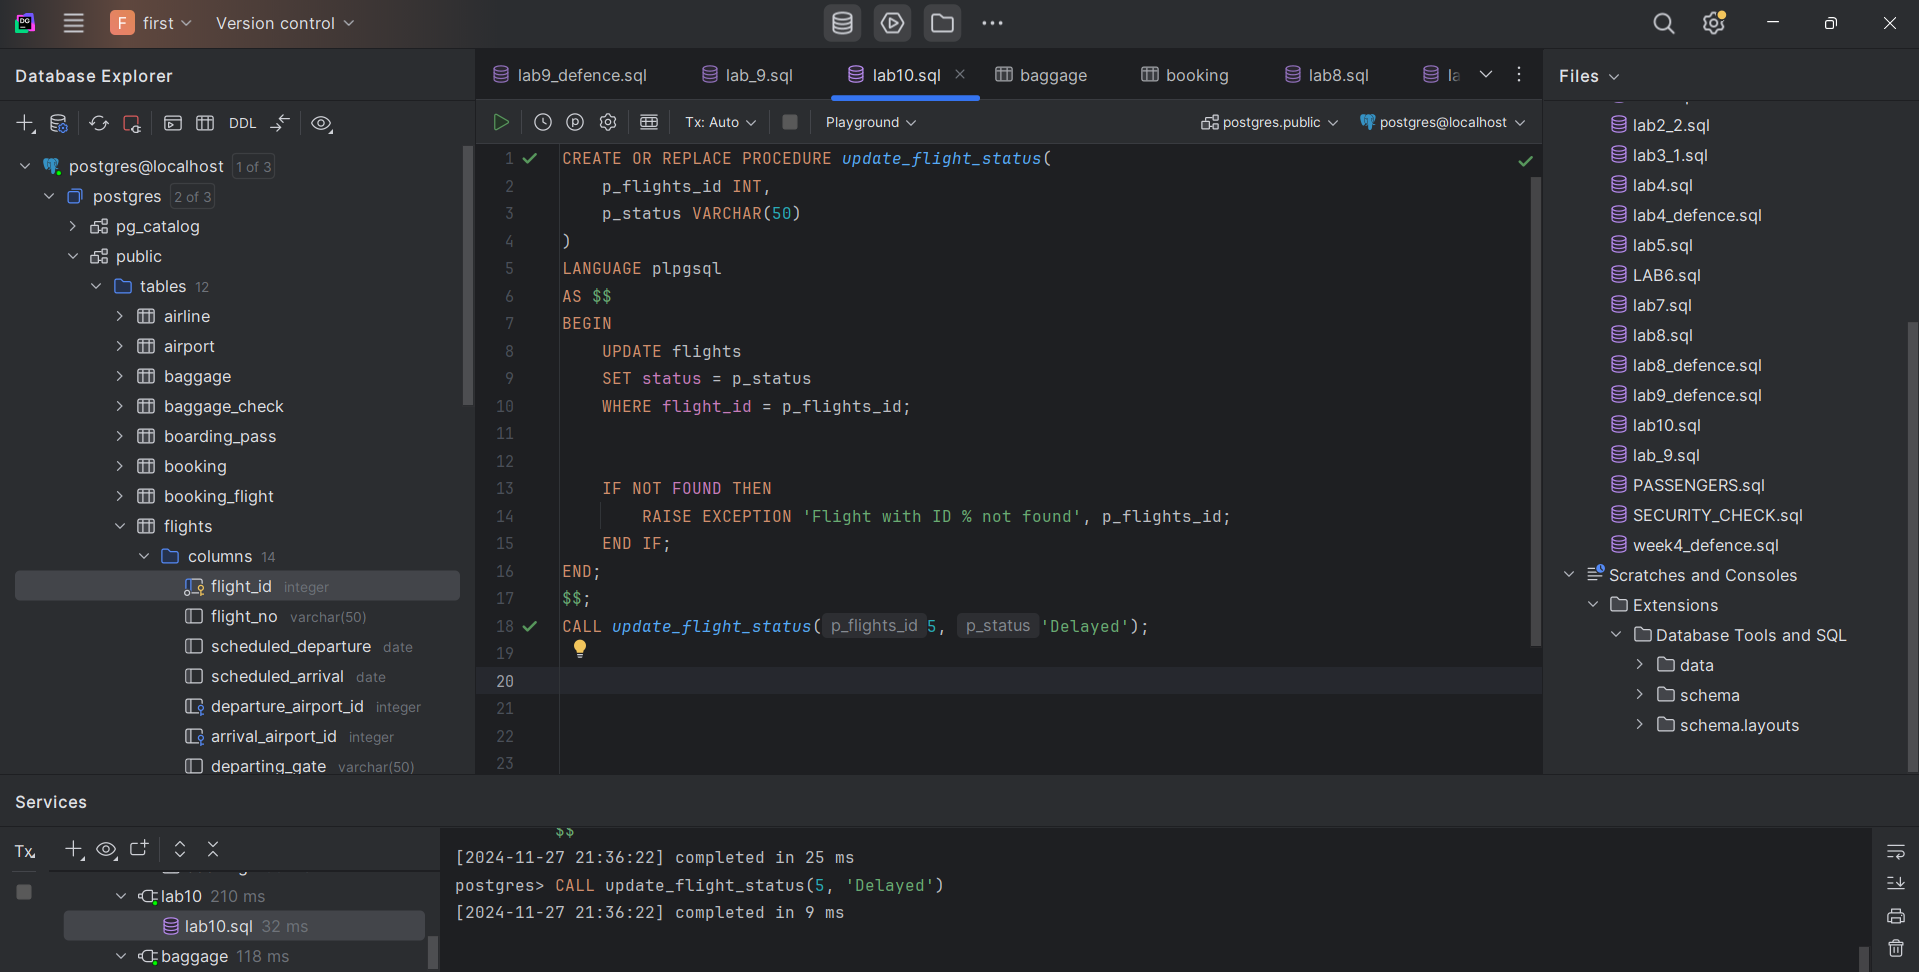 DG
F first Version control
Database Explorer
lab9_defence.sql lab_9.sql lab10.sql baggage booking lab8.sql la
Files
DDL
Tx: Auto Playground postgres.public postgres@localhost
postgres@localhost 1 of 3
postgres 2 of 3
pg_catalog
public
tables 12
airline
airport
baggage
baggage_check
boarding_pass
booking
booking_flight
flights
columns 14
flight_id integer
flight_no varchar(50)
scheduled_departure date
scheduled_arrival date
departure_airport_id integer
arrival_airport_id integer
departing_gate varchar(50)
1 CREATE OR REPLACE PROCEDURE update_flight_status(
2 p_flights_id INT,
3 p_status VARCHAR(50)
4 )
5 LANGUAGE plpgsql
6 AS $$
7 BEGIN
8 UPDATE flights
9 SET status = p_status
10 WHERE flight_id = p_flights_id;
11
12
13 IF NOT FOUND THEN
14 RAISE EXCEPTION 'Flight with ID % not found', p_flights_id;
15 END IF;
16 END;
17 $$;
18 CALL update_flight_status( p_flights_id 5, p_status 'Delayed');
19
20
21
22
23
lab2_2.sql
lab3_1.sql
lab4.sql
lab4_defence.sql
lab5.sql
LAB6.sql
lab7.sql
lab8.sql
lab8_defence.sql
lab9_defence.sql
lab10.sql
lab_9.sql
PASSENGERS.sql
SECURITY_CHECK.sql
week4_defence.sql
Scratches and Consoles
Extensions
Database Tools and SQL
data
schema
schema.layouts
Services
Tx
lab10 210 ms
lab10.sql 32 ms
baggage 118 ms
$$
[2024-11-27 21:36:22] completed in 25 ms
postgres> CALL update_flight_status(5, 'Delayed')
[2024-11-27 21:36:22] completed in 9 ms